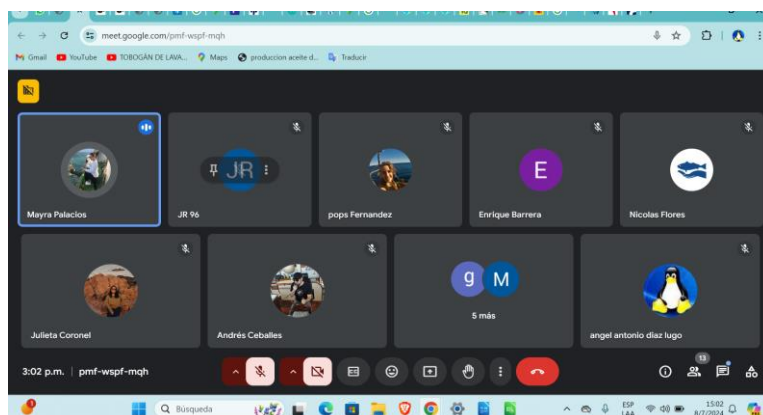 meet.google.com/pmf-wspf-mqh
Gmail YouTube TOBOGÁN DE LAVA... Maps produccion aceite d... Traducir
JR E
Mayra Palacios JR 96 pops Fernandez Enrique Barrera Nicolas Flores
g M
5 más
Julieta Coronel Andrés Ceballes angel antonio diaz lugo
13
3:02 p.m. | pmf-wspf-mqh
Búsqueda ESP 15:02
LAA 8/7/2024